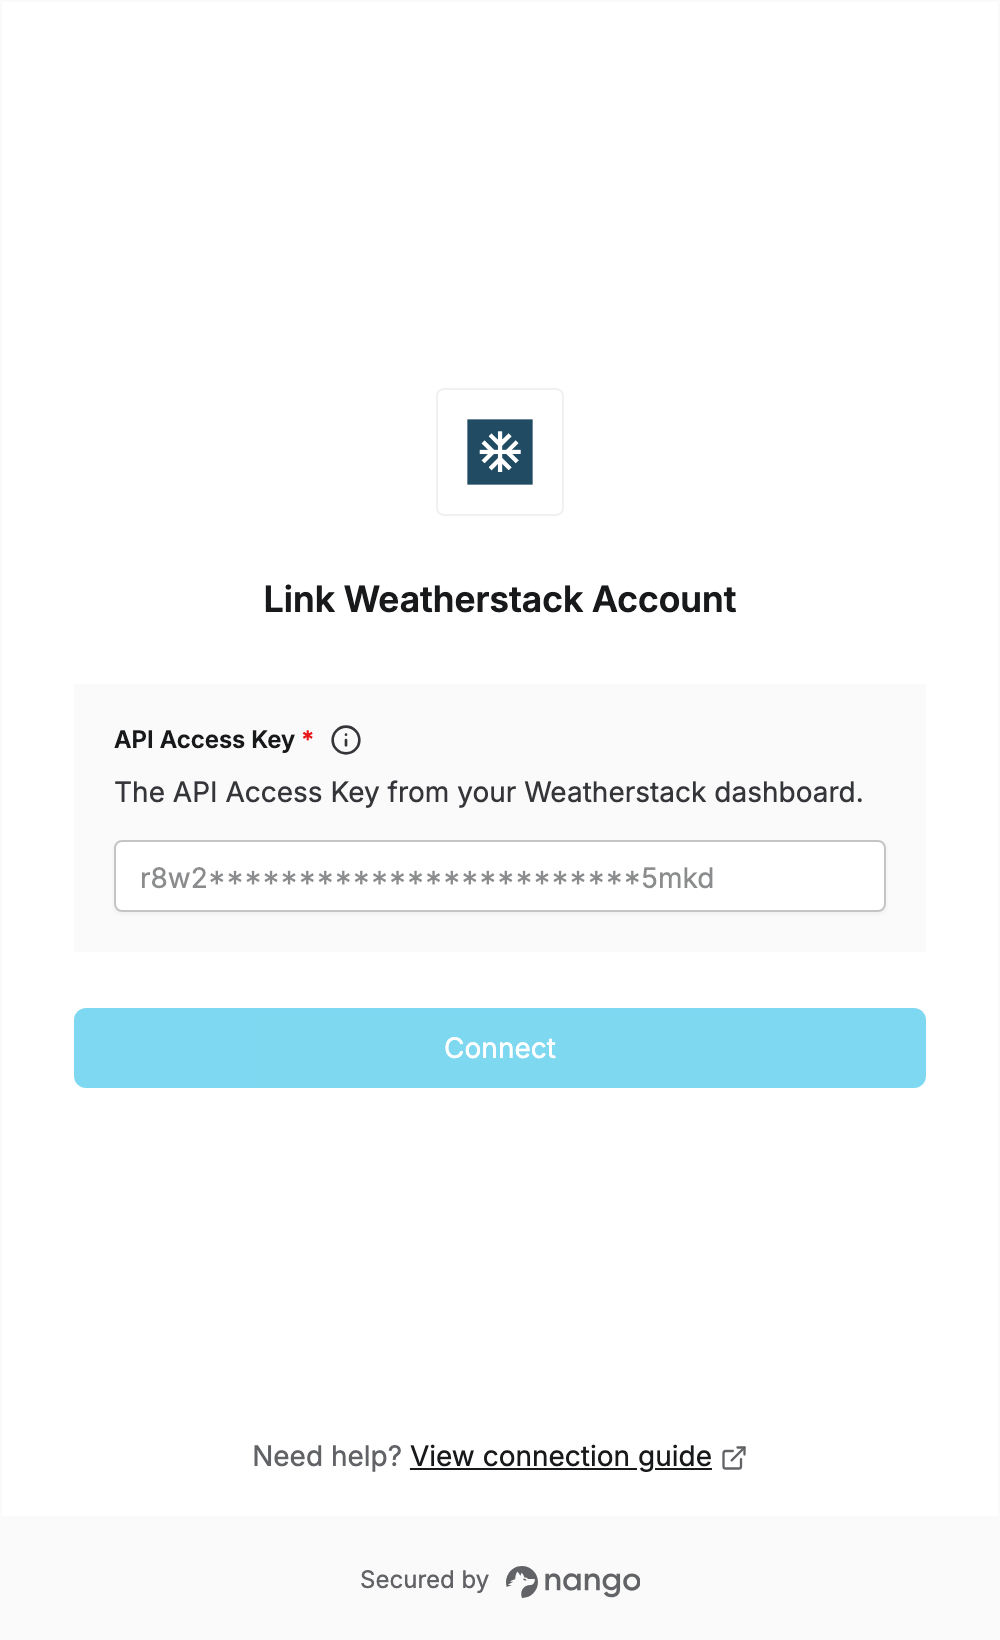 Link Weatherstack Account
API Access Key *
The API Access Key from your Weatherstack dashboard.
r8w2************************5mkd
Connect
Need help? View connection guide
Secured by nango